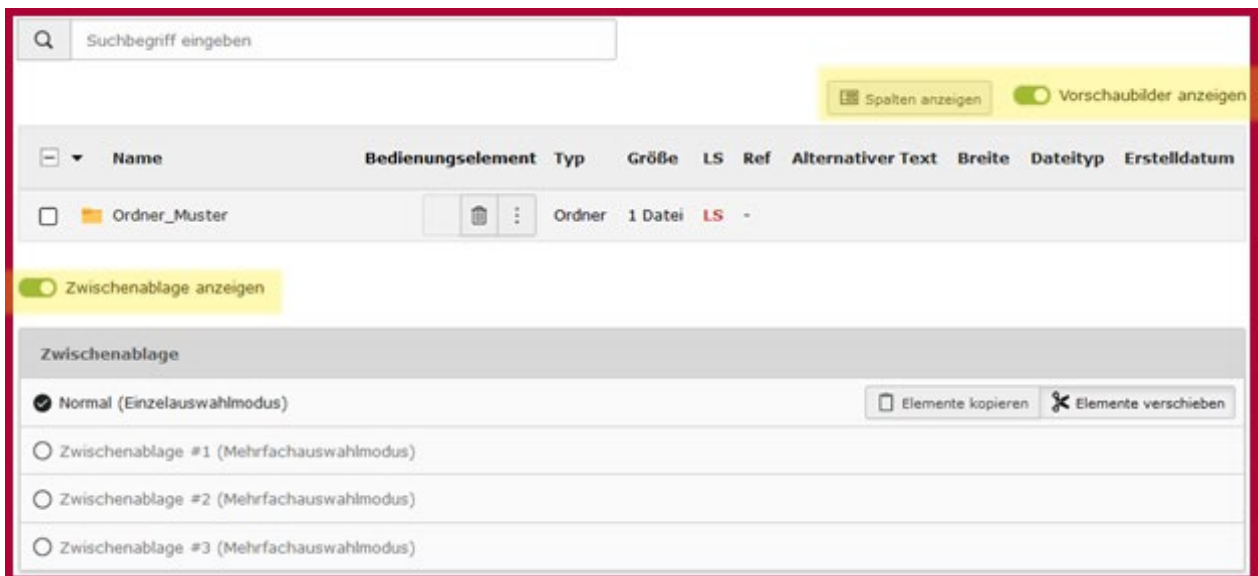 Suchbegriff eingeben
Spalten anzeigen Vorschaubilder anzeigen
Name Bedienungselement Typ Größe LS Ref Alternativer Text Breite Dateityp Erstelldatum
Ordner_Muster Ordner 1 Datei LS -
Zwischenablage anzeigen
Zwischenablage
Normal (Einzelauswahlmodus) Elemente kopieren Elemente verschieben
Zwischenablage #1 (Mehrfachauswahlmodus)
Zwischenablage #2 (Mehrfachauswahlmodus)
Zwischenablage #3 (Mehrfachauswahlmodus)